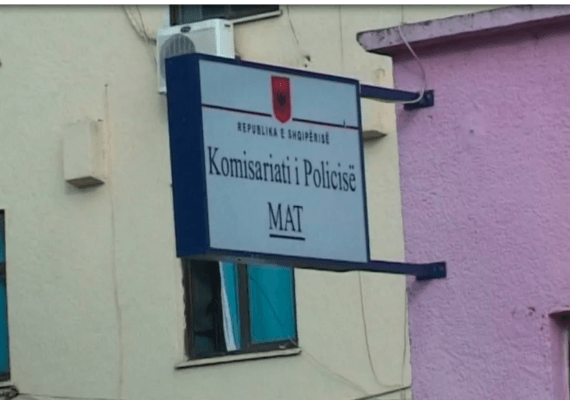 REPUBLIKA E SHQIPËRISË
Komisariati i Policisë
MAT